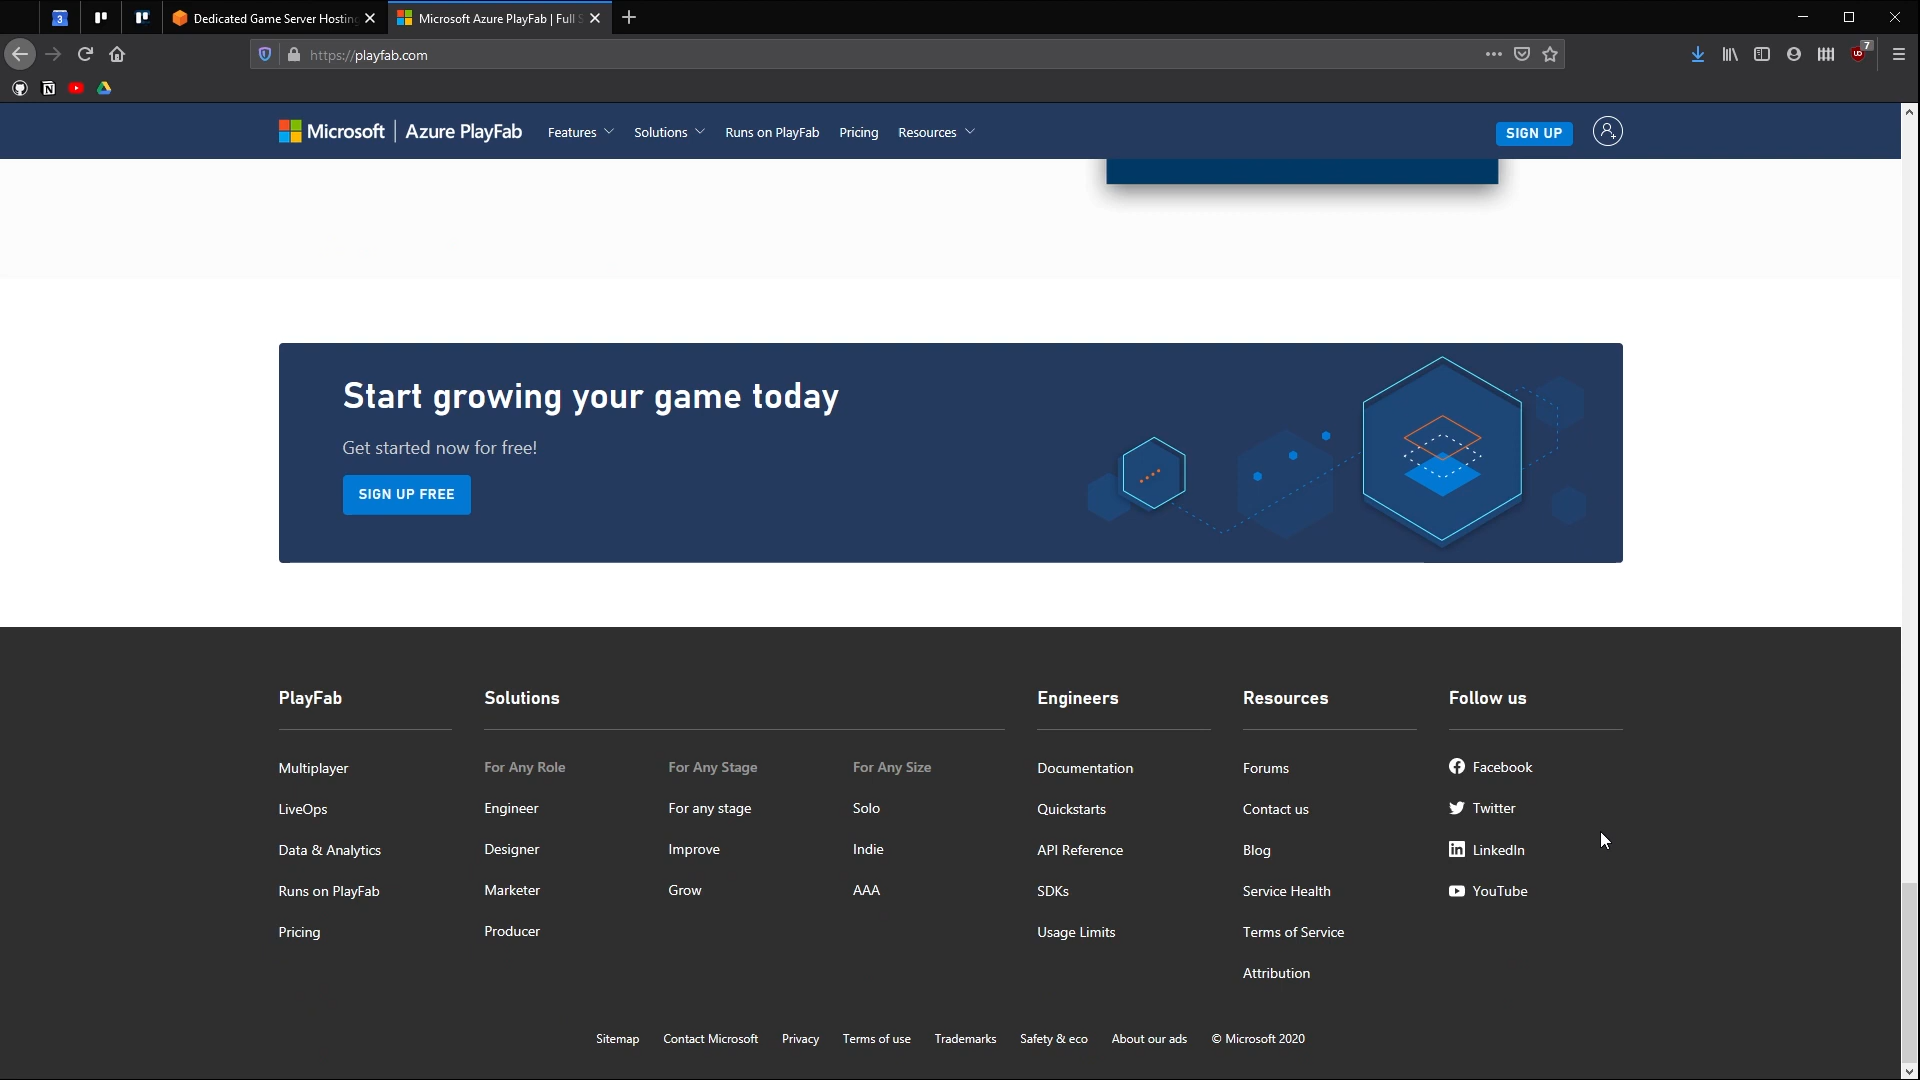 3
Dedicated Game Server Hosting
Microsoft Azure PlayFab | Full S
https://playfab.com
UD
7
Microsoft | Azure PlayFab
Features
Solutions
Runs on PlayFab
Pricing
Resources
SIGN UP
Start growing your game today
Get started now for free!
SIGN UP FREE
PlayFab
Multiplayer
LiveOps
Data & Analytics
Runs on PlayFab
Pricing
Solutions
For Any Role
Engineer
Designer
Marketer
Producer
For Any Stage
For any stage
Improve
Grow
For Any Size
Solo
Indie
AAA
Engineers
Documentation
Quickstarts
API Reference
SDKs
Usage Limits
Resources
Forums
Contact us
Blog
Service Health
Terms of Service
Attribution
Follow us
Facebook
Twitter
LinkedIn
YouTube
Sitemap
Contact Microsoft
Privacy
Terms of use
Trademarks
Safety & eco
About our ads
© Microsoft 2020